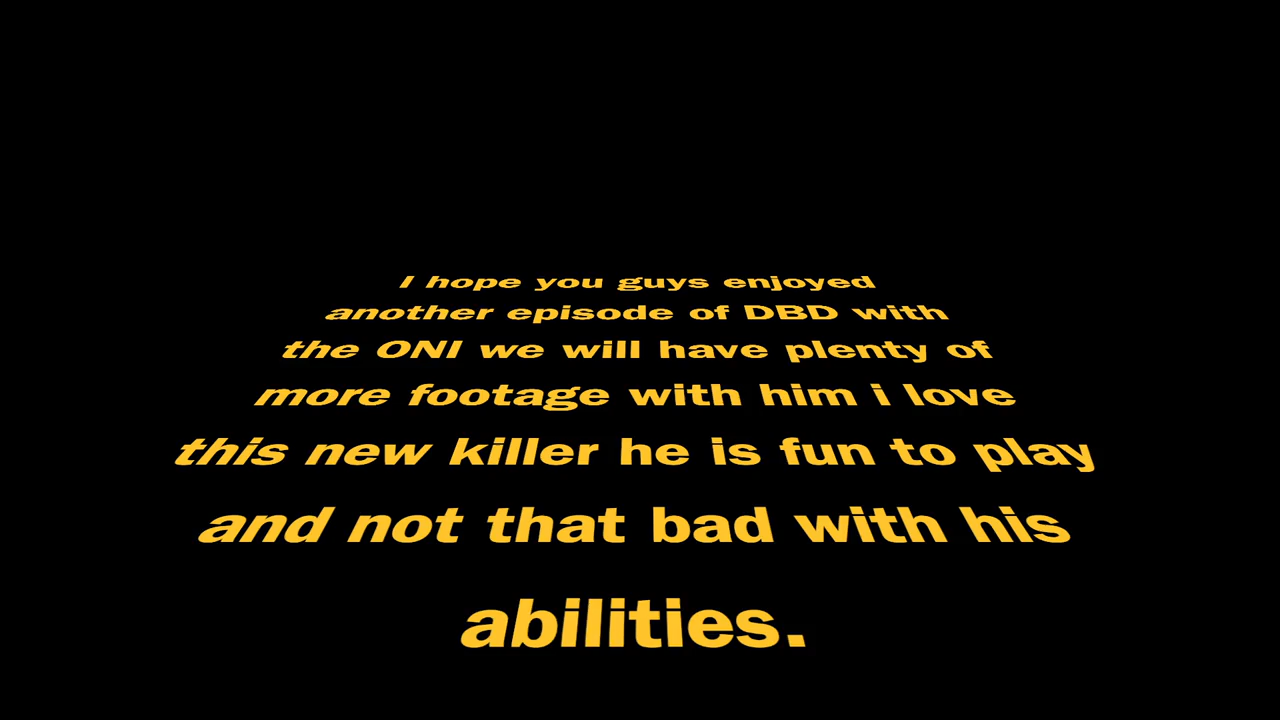 I hope you guys enjoyed
another episode of DBD with
the ONI we will have plenty of
more footage with him i love
this new killer he is fun to play
and not that bad with his
abilities.